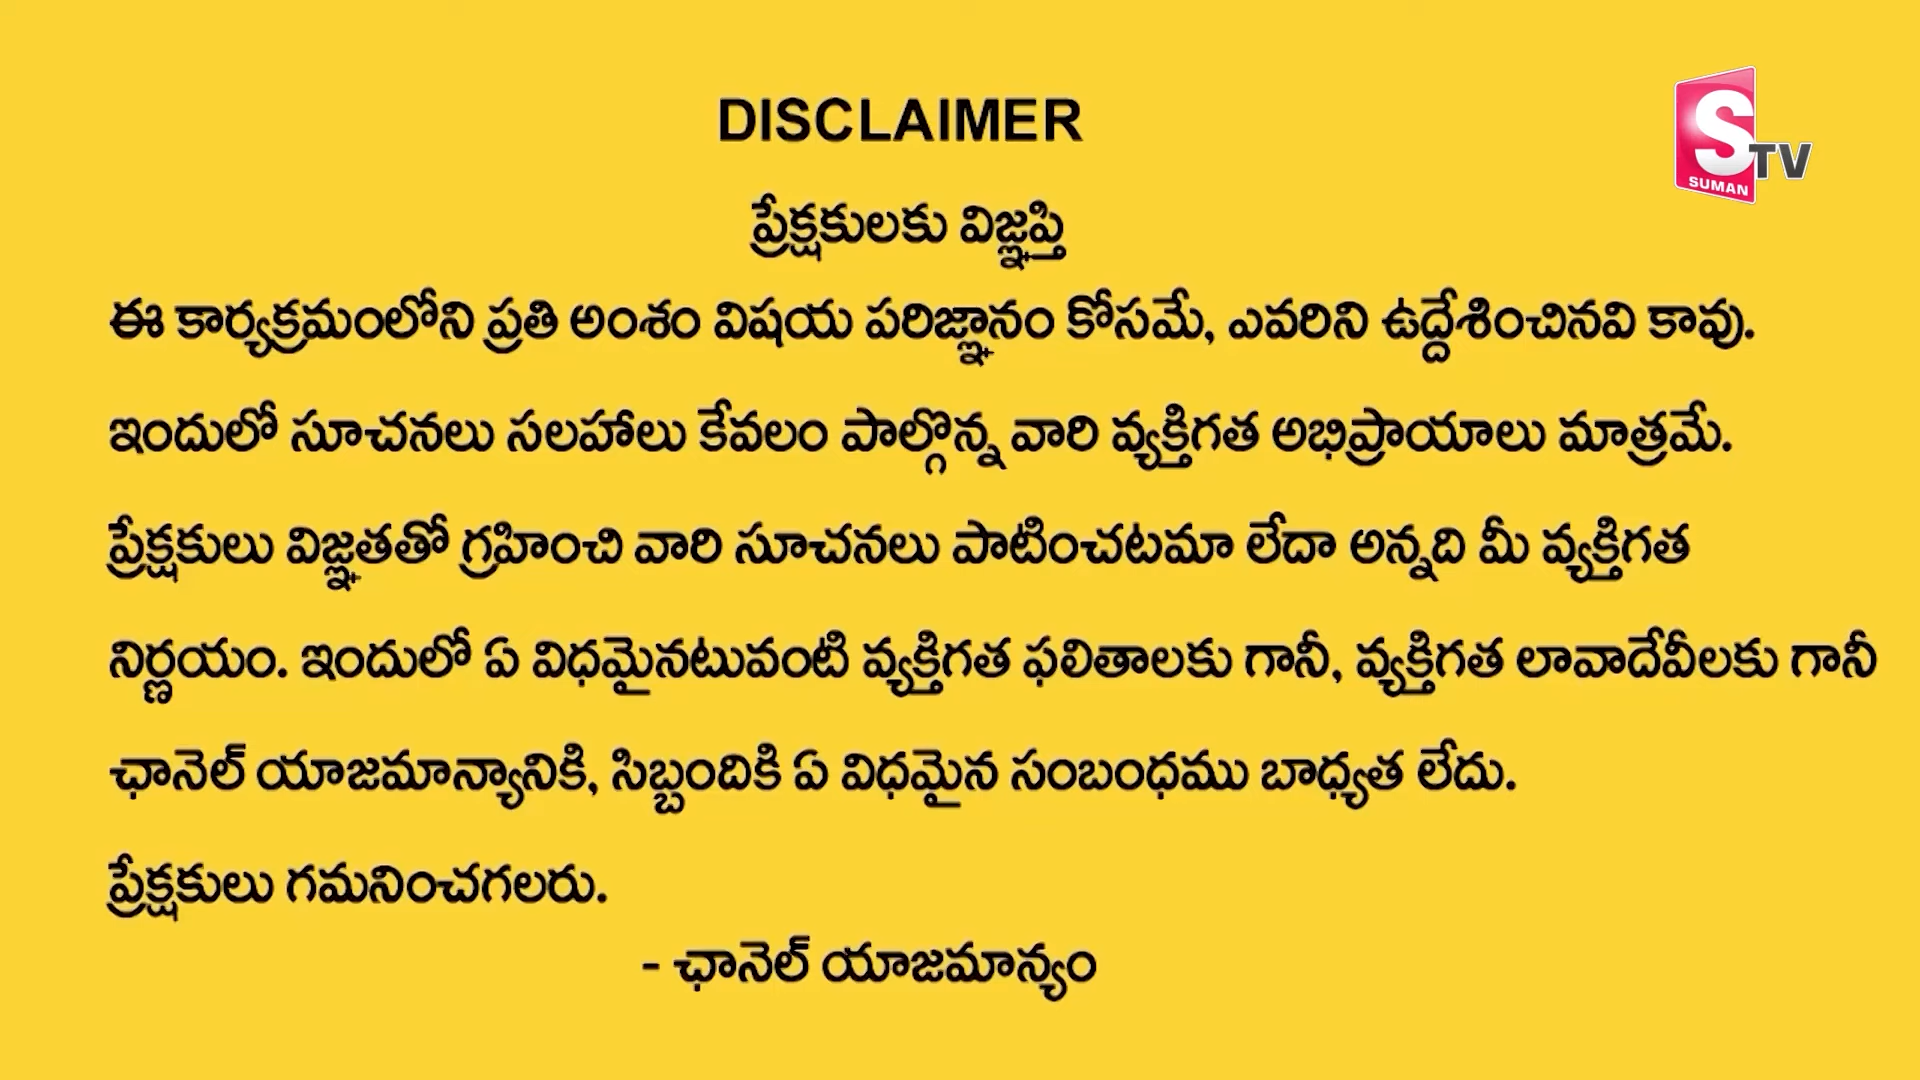 DISCLAIMER
S TV
SUMAN
ప్రేక్షకులకు విజ్ఞప్తి
ఈ కార్యక్రమంలోని ప్రతి అంశం విషయ పరిజ్ఞానం కోసమే, ఎవరిని ఉద్దేశించినవి కావు.
ఇందులో సూచనలు సలహాలు కేవలం పాల్గొన్న వారి వ్యక్తిగత అభిప్రాయాలు మాత్రమే.
ప్రేక్షకులు విజ్ఞతతో గ్రహించి వారి సూచనలు పాటించటమా లేదా అన్నది మీ వ్యక్తిగత
నిర్ణయం. ఇందులో ఏ విధమైనటువంటి వ్యక్తిగత ఫలితాలకు గానీ, వ్యక్తిగత లావాదేవీలకు గానీ
ఛానెల్ యాజమాన్యానికి, సిబ్బందికి ఏ విధమైన సంబంధము బాధ్యత లేదు.
ప్రేక్షకులు గమనించగలరు.
- ఛానెల్ యాజమాన్యం